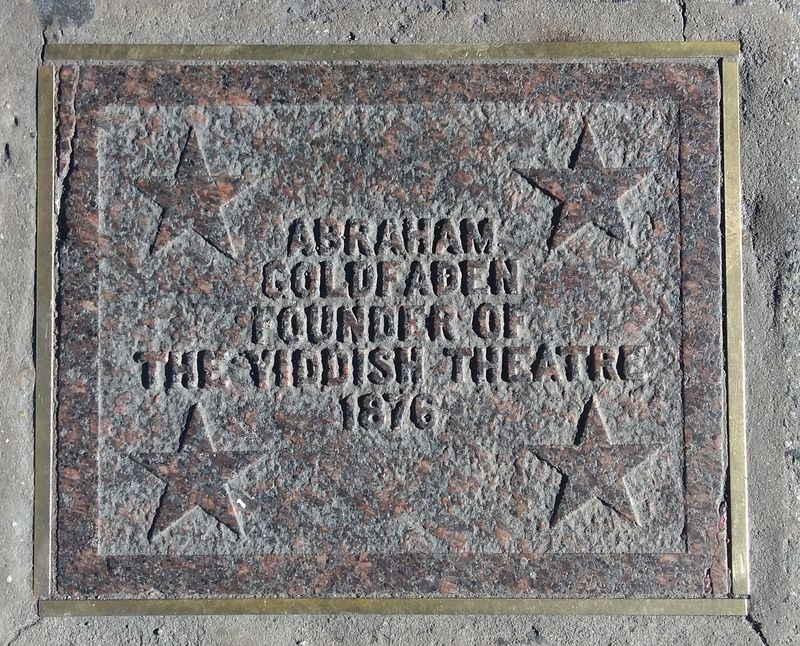 ABRAHAM
GOLDFADEN
FOUNDER OF
THE YIDDISH THEATRE
1876